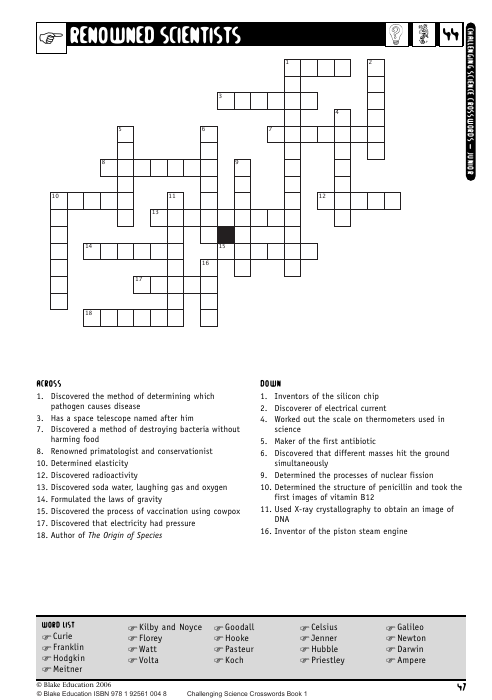 RENOWNED SCIENTISTS
44
CHALLENGING SCIENCE CROSSWORDS – JUNIOR
1
2
3
4
5
6
7
8
9
10
11
12
13
14
15
16
17
18
ACROSS
1. Discovered the method of determining which
pathogen causes disease
3. Has a space telescope named after him
7. Discovered a method of destroying bacteria without
harming food
8. Renowned primatologist and conservationist
10. Determined elasticity
12. Discovered radioactivity
13. Discovered soda water, laughing gas and oxygen
14. Formulated the laws of gravity
15. Discovered the process of vaccination using cowpox
17. Discovered that electricity had pressure
18. Author of The Origin of Species
DOWN
1. Inventors of the silicon chip
2. Discoverer of electrical current
4. Worked out the scale on thermometers used in
science
5. Maker of the first antibiotic
6. Discovered that different masses hit the ground
simultaneously
9. Determined the processes of nuclear fission
10. Determined the structure of penicillin and took the
first images of vitamin B12
11. Used X-ray crystallography to obtain an image of
DNA
16. Inventor of the piston steam engine
WORD LIST
Curie
Franklin
Hodgkin
Meitner
Kilby and Noyce
Florey
Watt
Volta
Goodall
Hooke
Pasteur
Koch
Celsius
Jenner
Hubble
Priestley
Galileo
Newton
Darwin
Ampere
© Blake Education 2006
47
© Blake Education ISBN 978 1 92561 004 8 Challenging Science Crosswords Book 1